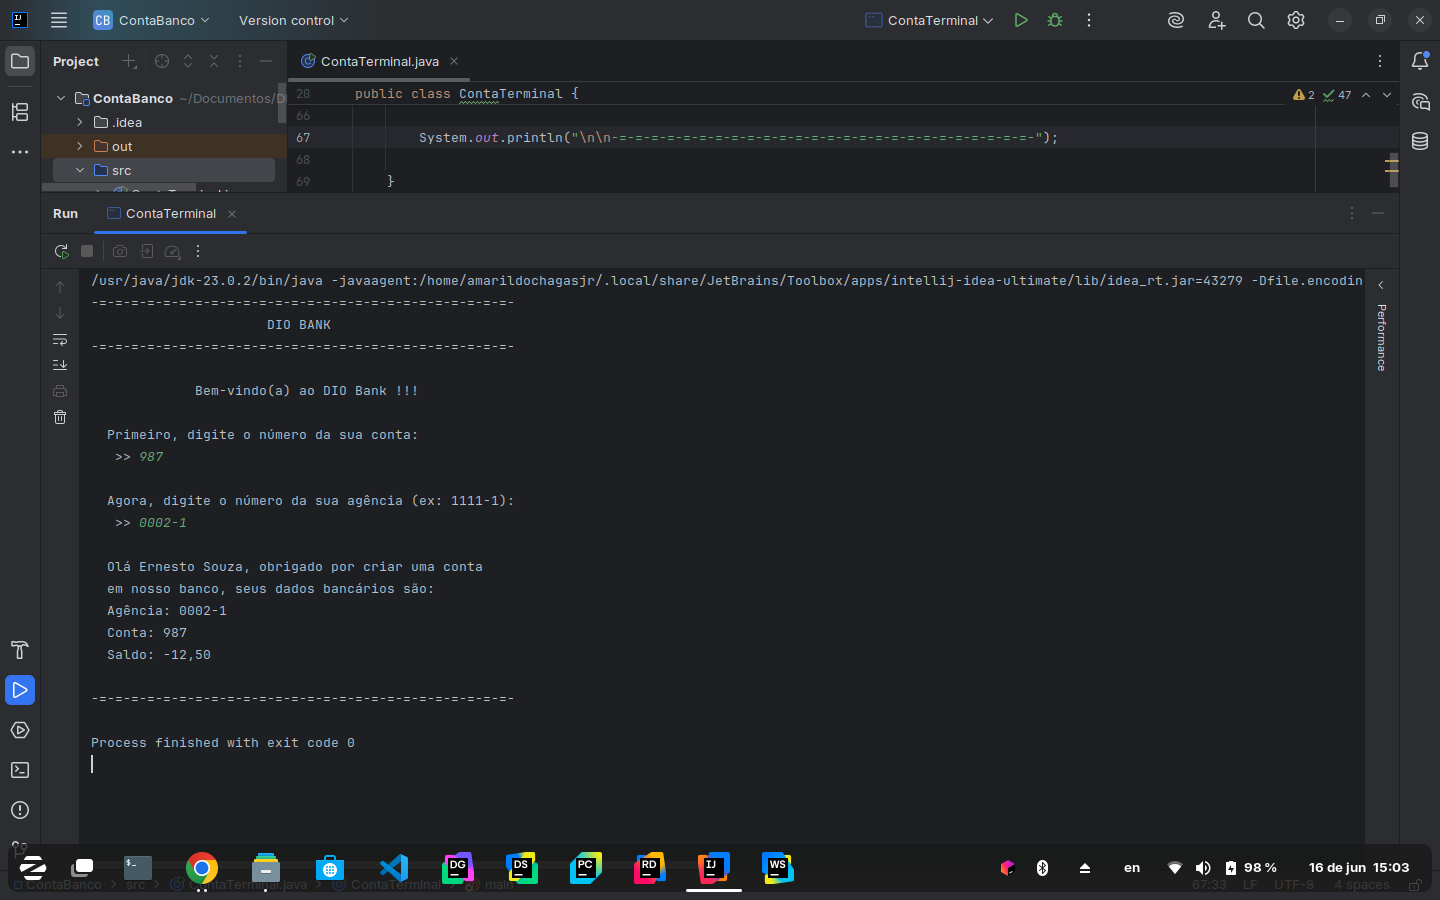 CB ContaBanco Version control ContaTerminal
Project ContaTerminal.java
ContaBanco ~/Documentos/
.idea
out
src
20 public class ContaTerminal {
2 47
66
67 System.out.println("\n\n-=-=-=-=-=-=-=-=-=-=-=-=-=-=-=-=-=-=-=-=-=-=-=-=-=-=-");
68
69 }
Run ContaTerminal
/usr/java/jdk-23.0.2/bin/java -javaagent:/home/amarildochagasjr/.local/share/JetBrains/Toolbox/apps/intellij-idea-ultimate/lib/idea_rt.jar=43279 -Dfile.encodin
-=-=-=-=-=-=-=-=-=-=-=-=-=-=-=-=-=-=-=-=-=-=-=-=-=-=-
DIO BANK
-=-=-=-=-=-=-=-=-=-=-=-=-=-=-=-=-=-=-=-=-=-=-=-=-=-=-
Bem-vindo(a) ao DIO Bank !!!
Primeiro, digite o número da sua conta:
>> 987
Agora, digite o número da sua agência (ex: 1111-1):
>> 0002-1
Olá Ernesto Souza, obrigado por criar uma conta
em nosso banco, seus dados bancários são:
Agência: 0002-1
Conta: 987
Saldo: -12,50
-=-=-=-=-=-=-=-=-=-=-=-=-=-=-=-=-=-=-=-=-=-=-=-=-=-=-
Process finished with exit code 0
Performance
$_ DG DS PC RD IJ WS en 98 % 16 de jun 15:03
ContaBanco > src > ContaTerminal.java > ContaTerminal > main 67:33 LF UTF-8 4 spaces